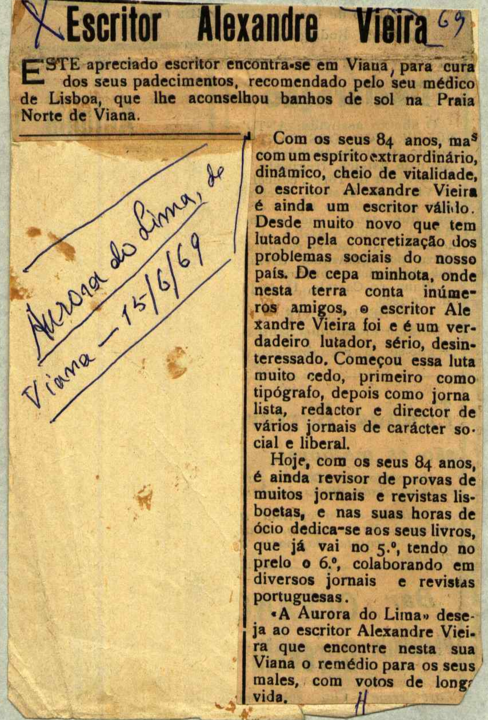 X Escritor Alexandre Vieira 69
ESTE apreciado escritor encontra-se em Viana, para cura
dos seus padecimentos, recomendado pelo seu médico
de Lisboa, que lhe aconselhou banhos de sol na Praia
Norte de Viana.
Aurora do Lima, de
Viana — 15/6/69
Com os seus 84 anos, mas
com um espírito extraordinário,
dinâmico, cheio de vitalidade,
o escritor Alexandre Vieira
é ainda um escritor válido.
Desde muito novo que tem
lutado pela concretização dos
problemas sociais do nosso
país. De cepa minhota, onde
nesta terra conta inúme-
ros amigos, o escritor Ale
xandre Vieira foi e é um ver-
dadeiro lutador, sério, desin-
teressado. Começou essa luta
muito cedo, primeiro como
tipógrafo, depois como jorna
lista, redactor e director de
vários jornais de carácter so-
cial e liberal.
Hoje, com os seus 84 anos,
é ainda revisor de provas de
muitos jornais e revistas lis-
boetas, e nas suas horas de
ócio dedica-se aos seus livros,
que já vai no 5.º, tendo no
prelo o 6.º, colaborando em
diversos jornais e revistas
portuguesas.
«A Aurora do Lima» dese-
ja ao escritor Alexandre Viei-
ra que encontre nesta sua
Viana o remédio para os seus
males, com votos de longa
vida.
H